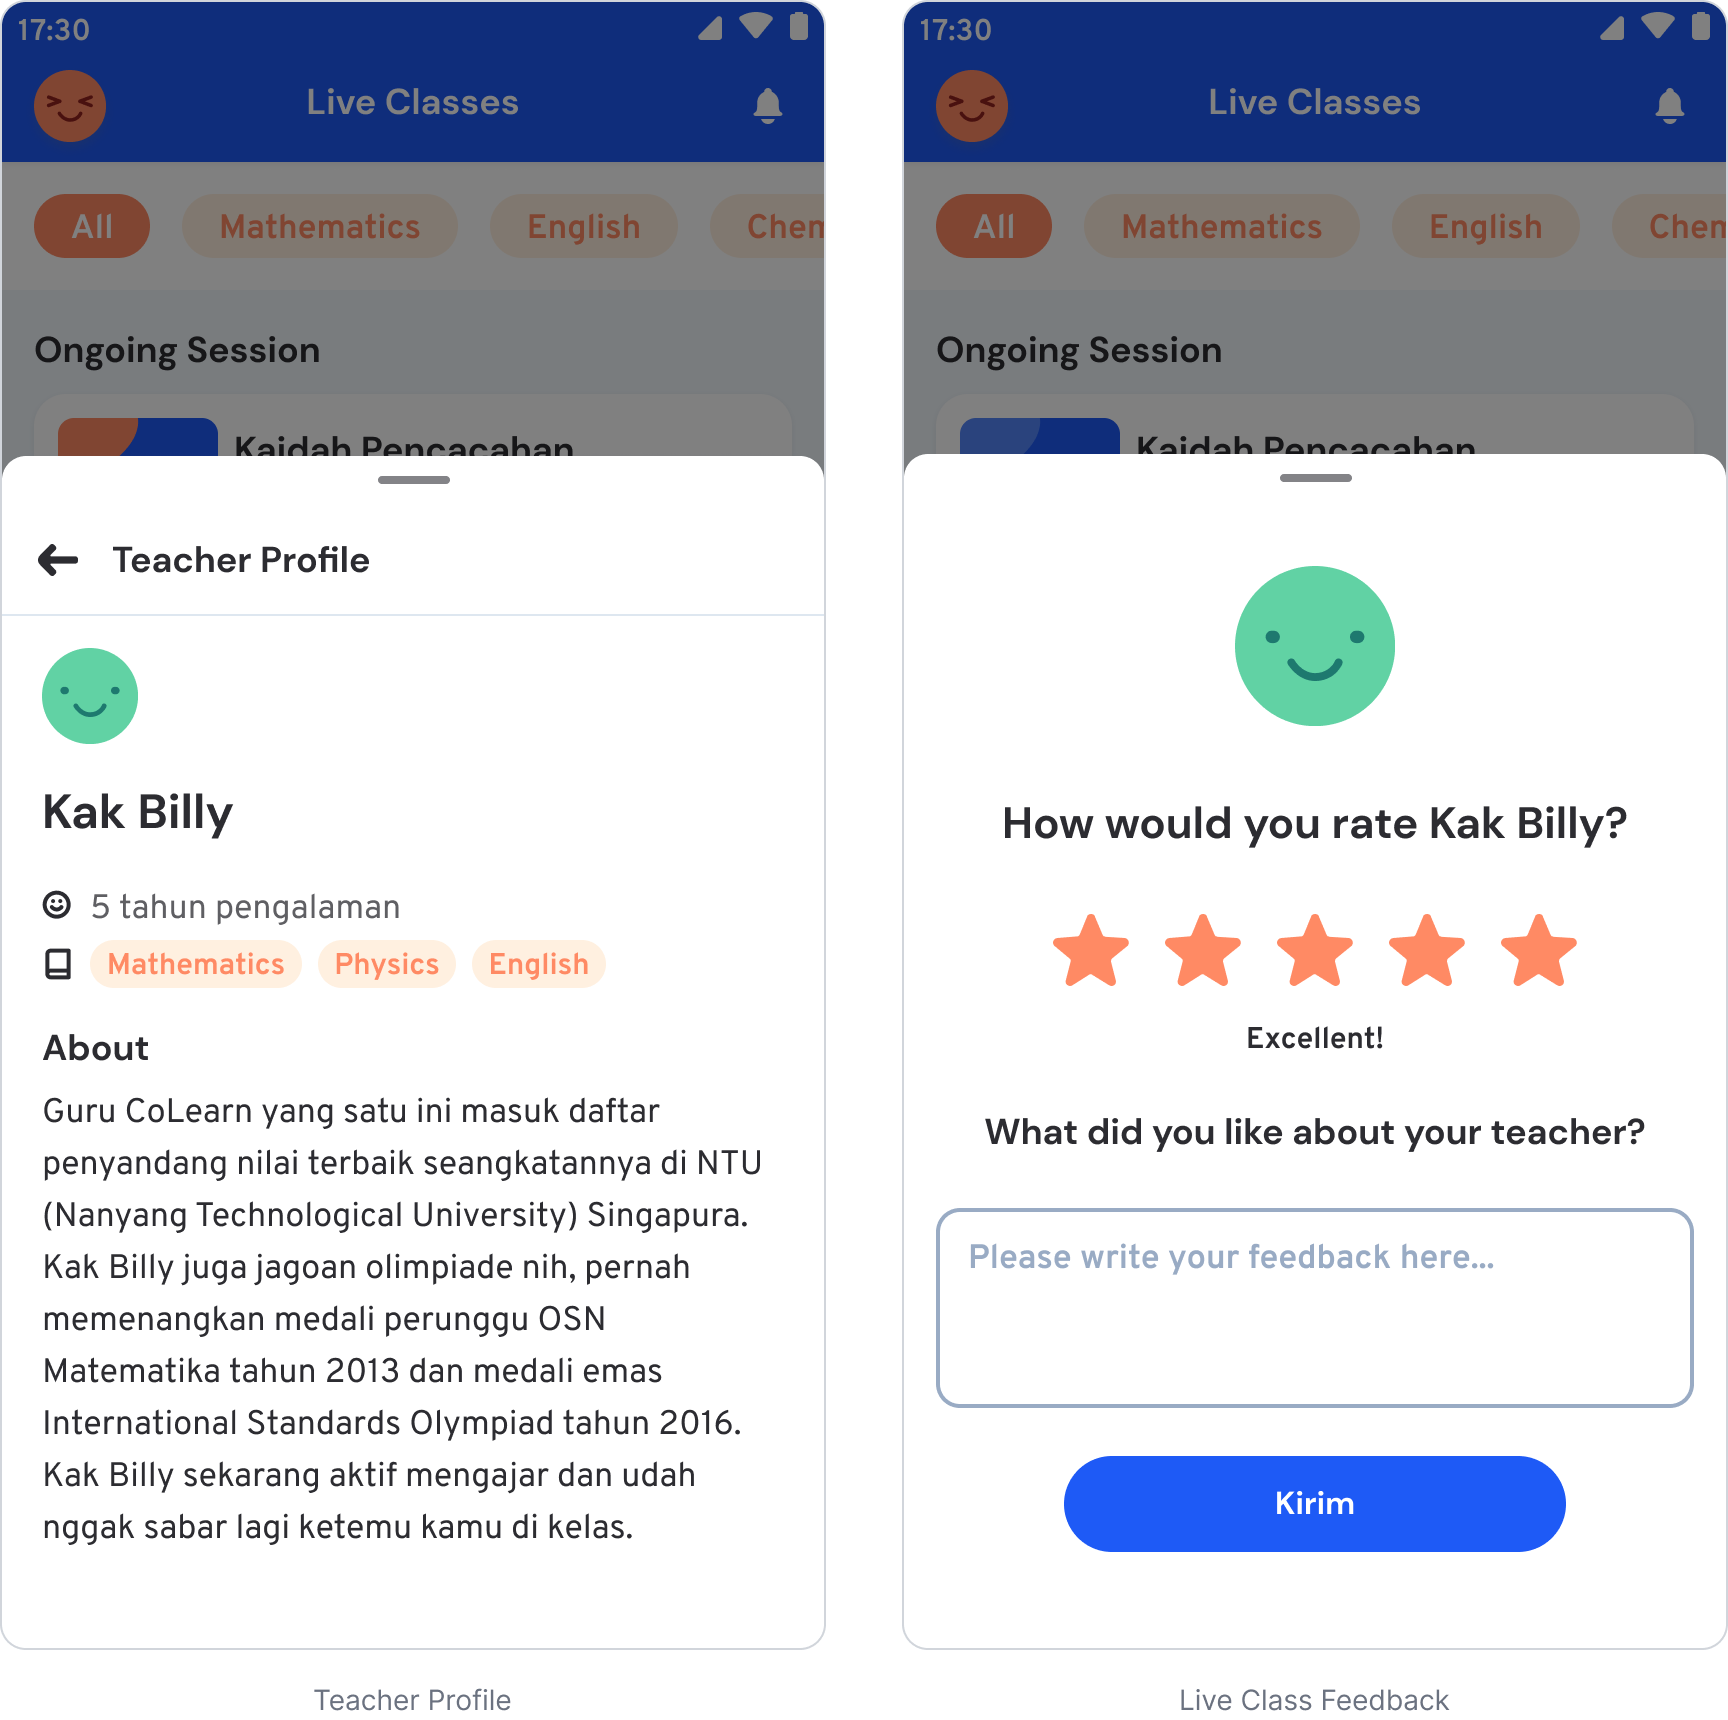 17:30
Live Classes
All
Mathematics
English
Chem
Ongoing Session
Kaidah Pencacahan
Teacher Profile
Kak Billy
5 tahun pengalaman
Mathematics
Physics
English
About
Guru CoLearn yang satu ini masuk daftar
penyandang nilai terbaik seangkatannya di NTU
(Nanyang Technological University) Singapura.
Kak Billy juga jagoan olimpiade nih, pernah
memenangkan medali perunggu OSN
Matematika tahun 2013 dan medali emas
International Standards Olympiad tahun 2016.
Kak Billy sekarang aktif mengajar dan udah
nggak sabar lagi ketemu kamu di kelas.
Teacher Profile
17:30
Live Classes
All
Mathematics
English
Chem
Ongoing Session
Kaidah Pencacahan
How would you rate Kak Billy?
Excellent!
What did you like about your teacher?
Please write your feedback here...
Kirim
Live Class Feedback